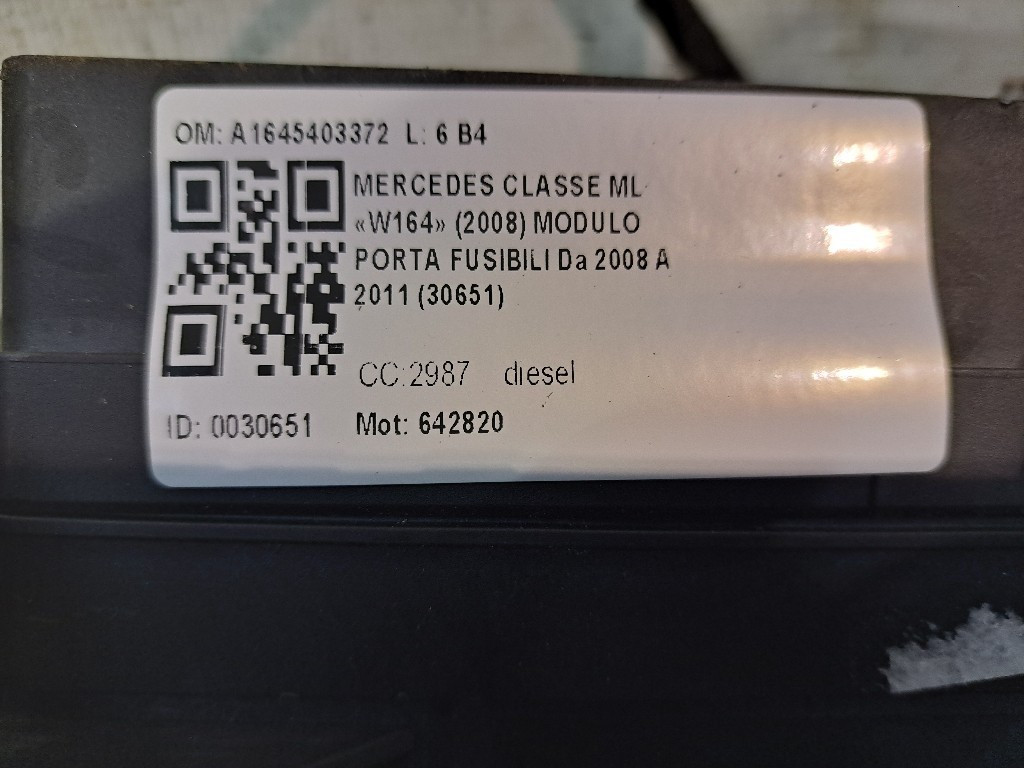 OM: A1645403372 L: 6 B4
MERCEDES CLASSE ML
«W164» (2008) MODULO
PORTA FUSIBILI Da 2008 A
2011 (30651)
CC:2987 diesel
ID: 0030651 Mot: 642820